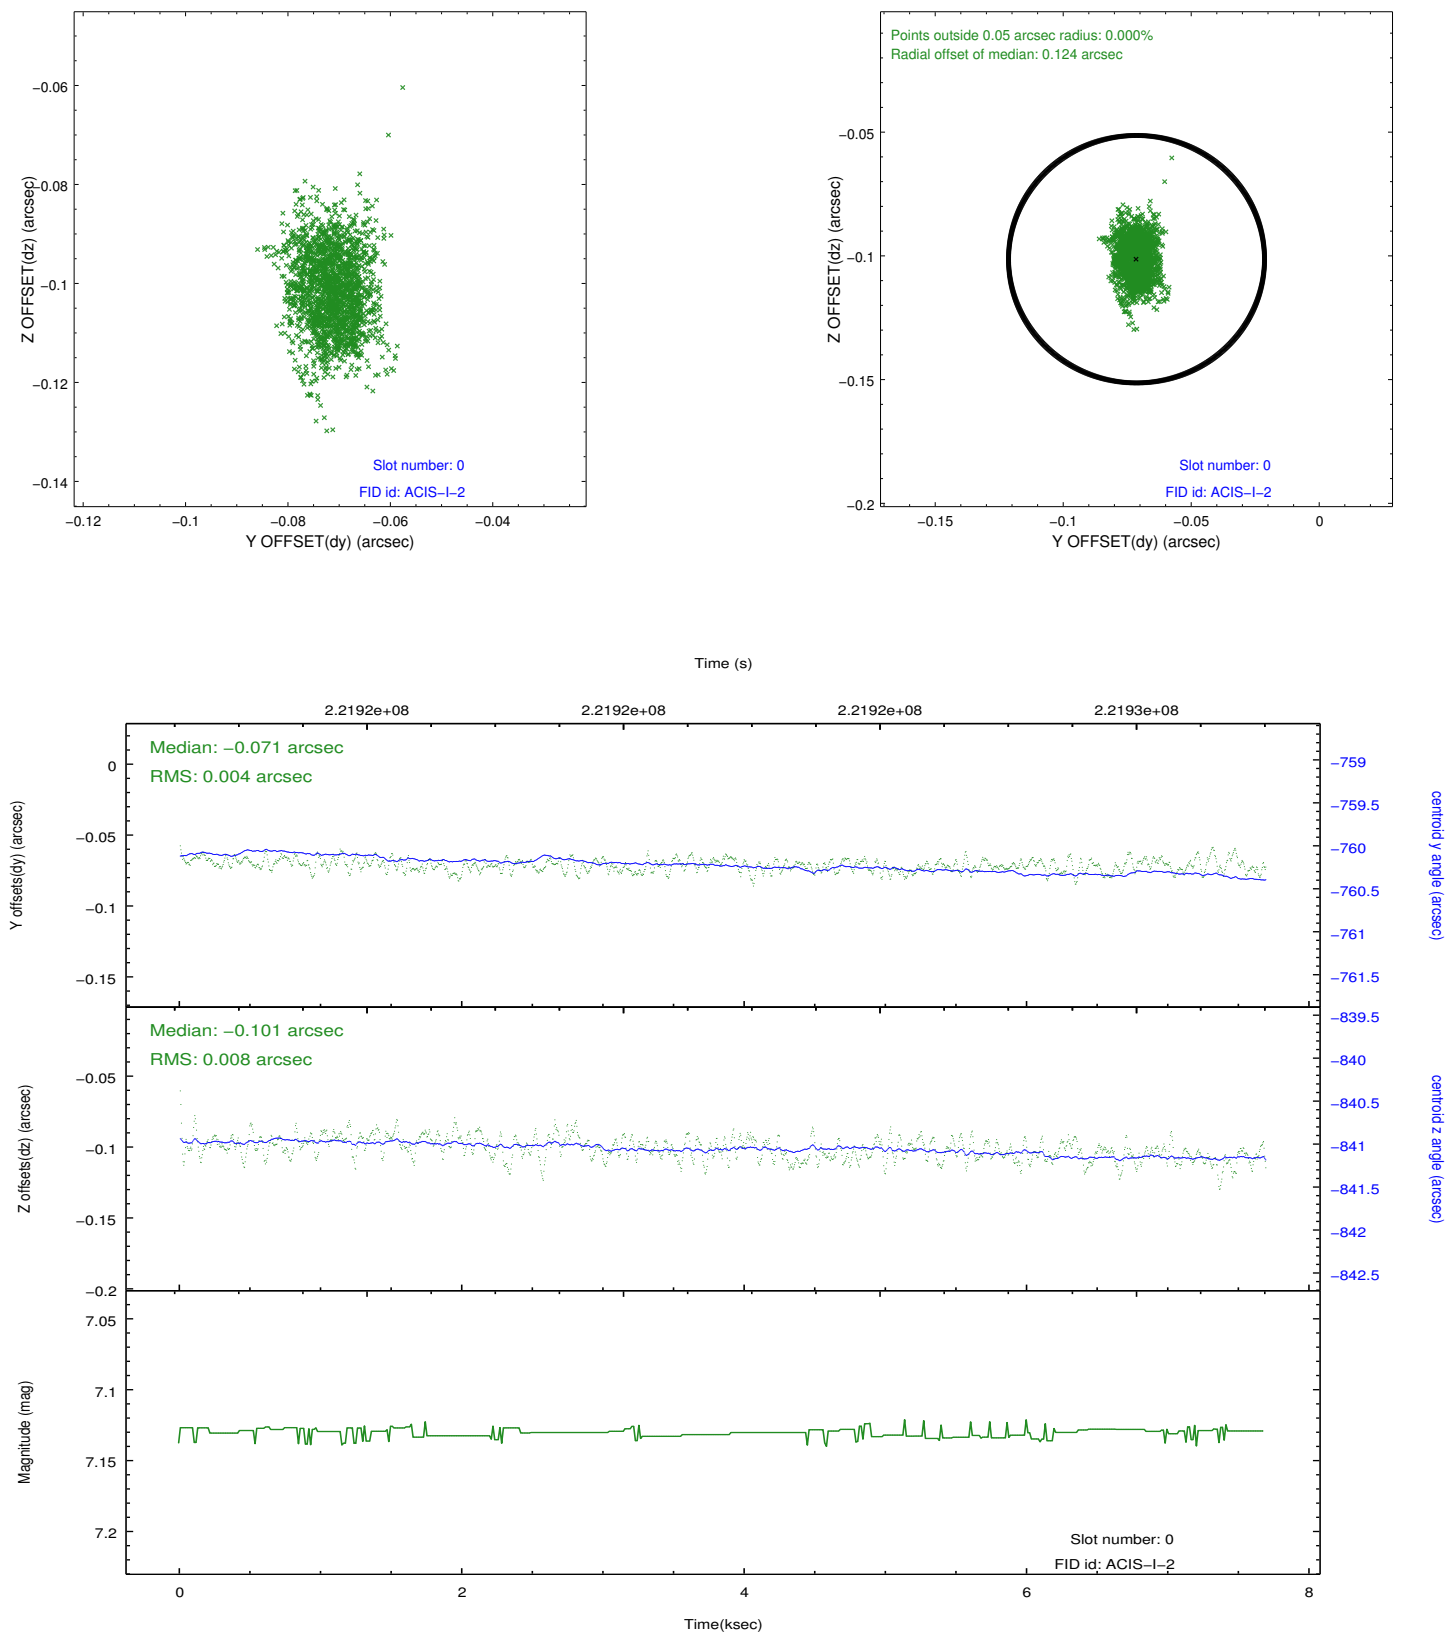 −0.06
−0.08
−0.1
−0.12
−0.14
Z OFFSET(dz) (arcsec)
Slot number: 0
FID id: ACIS−I−2
−0.12
−0.1
−0.08
−0.06
−0.04
Y OFFSET(dy) (arcsec)
Points outside 0.05 arcsec radius: 0.000%
Radial offset of median: 0.124 arcsec
−0.05
−0.1
−0.15
−0.2
Z OFFSET(dz) (arcsec)
Slot number: 0
FID id: ACIS−I−2
−0.15
−0.1
−0.05
0
Y OFFSET(dy) (arcsec)
Time (s)
2.2192e+08
2.2192e+08
2.2192e+08
2.2193e+08
Median: −0.071 arcsec
RMS: 0.004 arcsec
0
−0.05
−0.1
−0.15
Y offsets(dy) (arcsec)
−759
−759.5
−760
−760.5
−761
−761.5
centroid y angle (arcsec)
Median: −0.101 arcsec
RMS: 0.008 arcsec
−0.05
−0.1
−0.15
−0.2
Z offsets(dz) (arcsec)
−839.5
−840
−840.5
−841
−841.5
−842
−842.5
centroid z angle (arcsec)
7.05
7.1
7.15
7.2
Magnitude (mag)
Slot number: 0
FID id: ACIS−I−2
0
2
4
6
8
Time(ksec)